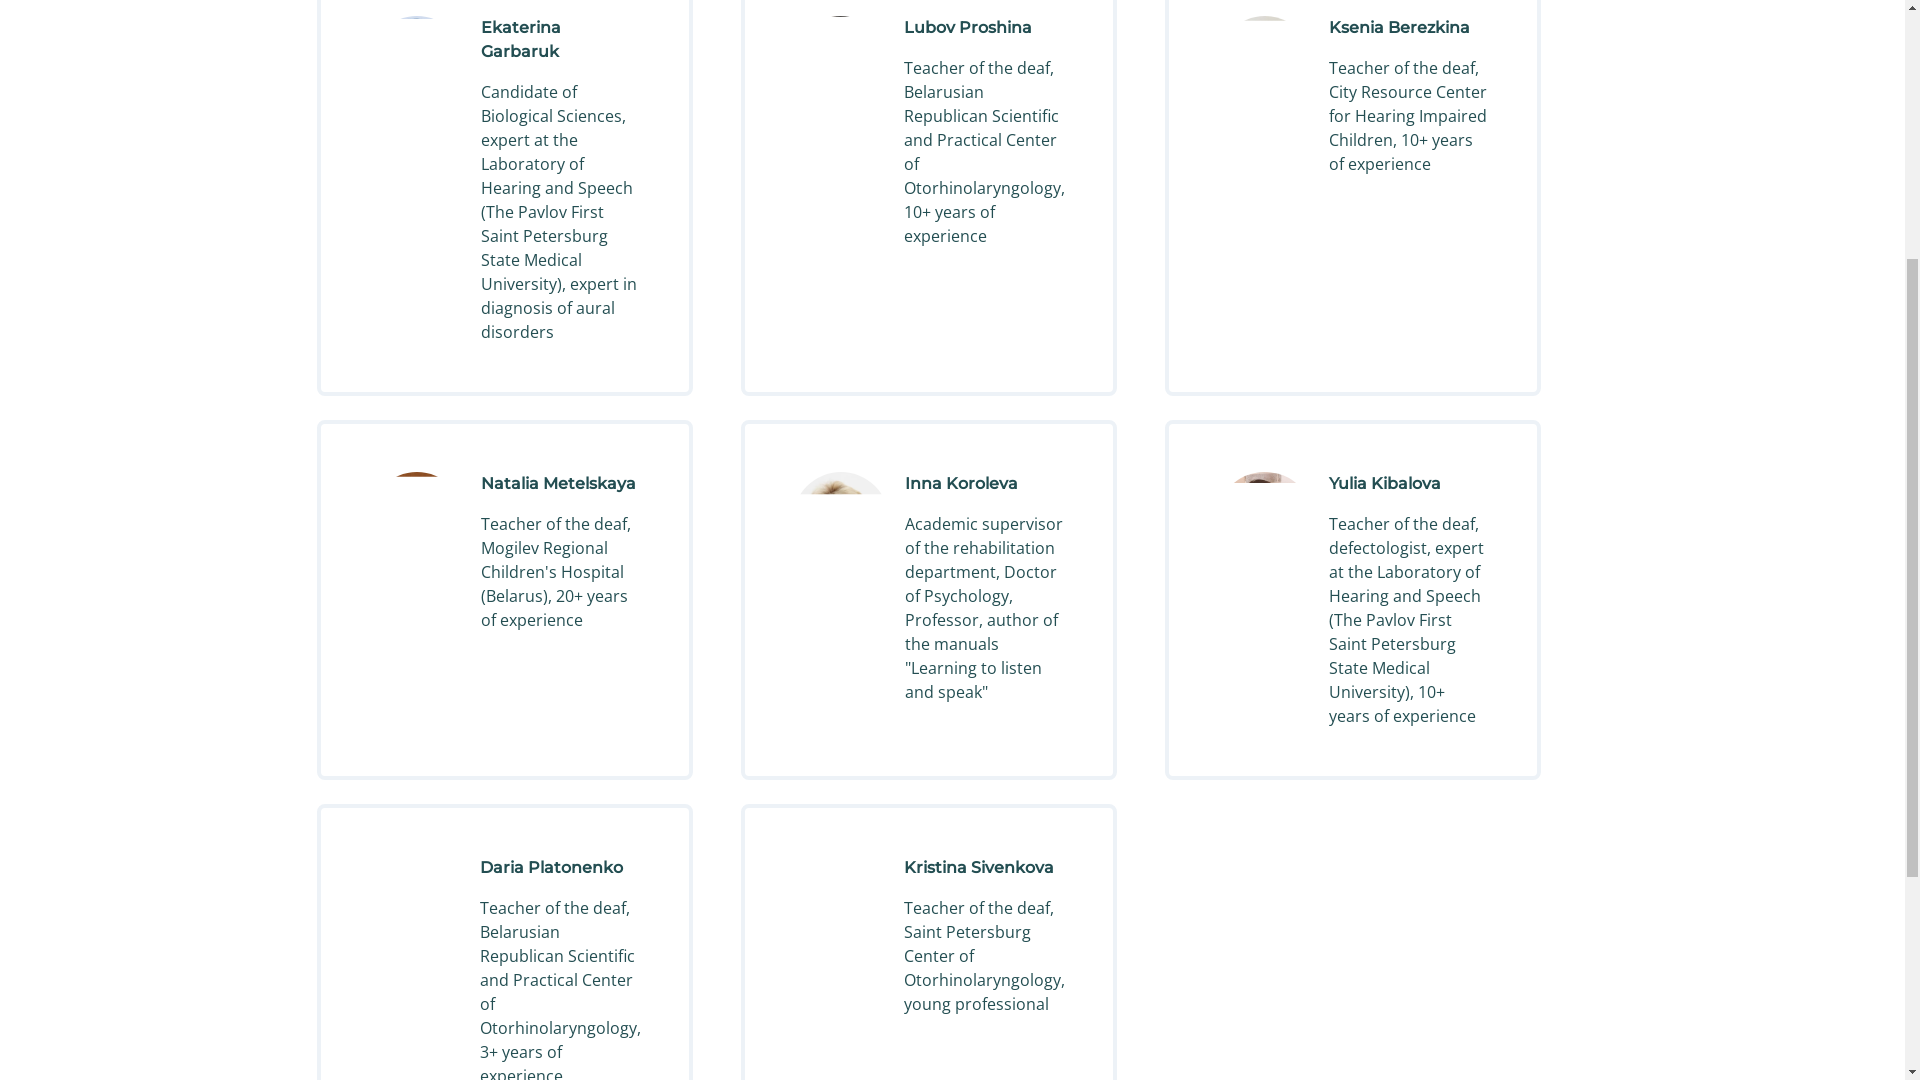 Ekaterina
Garbaruk
Candidate of
Biological Sciences,
expert at the
Laboratory of
Hearing and Speech
(The Pavlov First
Saint Petersburg
State Medical
University), expert in
diagnosis of aural
disorders
Lubov Proshina
Teacher of the deaf,
Belarusian
Republican Scientific
and Practical Center
of
Otorhinolaryngology,
10+ years of
experience
Ksenia Berezkina
Teacher of the deaf,
City Resource Center
for Hearing Impaired
Children, 10+ years
of experience
Natalia Metelskaya
Teacher of the deaf,
Mogilev Regional
Children's Hospital
(Belarus), 20+ years
of experience
Inna Koroleva
Academic supervisor
of the rehabilitation
department, Doctor
of Psychology,
Professor, author of
the manuals
"Learning to listen
and speak"
Yulia Kibalova
Teacher of the deaf,
defectologist, expert
at the Laboratory of
Hearing and Speech
(The Pavlov First
Saint Petersburg
State Medical
University), 10+
years of experience
Daria Platonenko
Teacher of the deaf,
Belarusian
Republican Scientific
and Practical Center
of
Otorhinolaryngology,
3+ years of
experience
Kristina Sivenkova
Teacher of the deaf,
Saint Petersburg
Center of
Otorhinolaryngology,
young professional